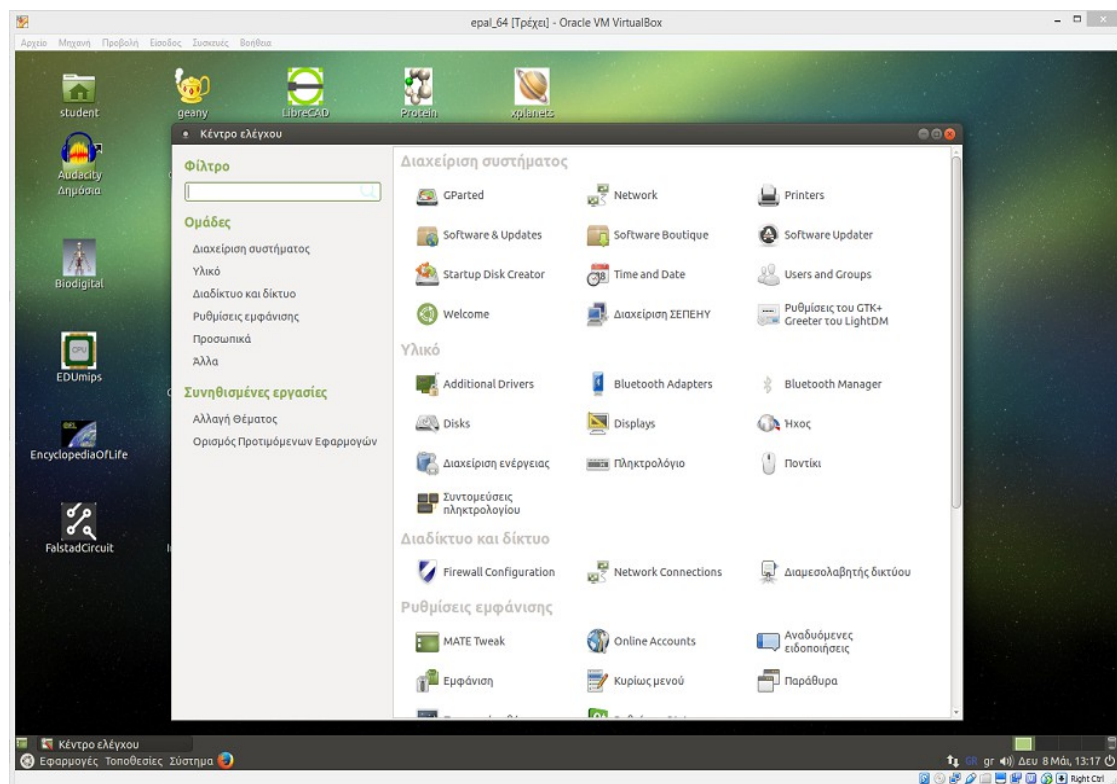 epal_64 [Τρέχει] - Oracle VM VirtualBox
Αρχείο Μηχανή Προβολή Είσοδος Συσκευές Βοήθεια
student
geany
LibreCAD
Protein
xplanets
Audacity
Δημόσια
Biodigital
EDUmips
CPU
EncyclopediaOfLife
FalstadCircuit
Κέντρο ελέγχου
Φίλτρο
Ομάδες
Διαχείριση συστήματος
Υλικό
Διαδίκτυο και δίκτυο
Ρυθμίσεις εμφάνισης
Προσωπικά
Άλλα
Συνηθισμένες εργασίες
Αλλαγή Θέματος
Ορισμός Προτιμόμενων Εφαρμογών
Διαχείριση συστήματος
GParted
Network
Printers
Software & Updates
Software Boutique
Software Updater
Startup Disk Creator
Time and Date
Users and Groups
Welcome
Διαχείριση ΣΕΠΕΗΥ
Ρυθμίσεις του GTK+
Greeter του LightDM
Υλικό
Additional Drivers
Bluetooth Adapters
Bluetooth Manager
Disks
Displays
Ήχος
Διαχείριση ενέργειας
Πληκτρολόγιο
Ποντίκι
Συντομεύσεις
πληκτρολογίου
Διαδίκτυο και δίκτυο
Firewall Configuration
Network Connections
Διαμεσολαβητής δικτύου
Ρυθμίσεις εμφάνισης
MATE Tweak
Online Accounts
Αναδυόμενες
ειδοποιήσεις
Εμφάνιση
Κυρίως μενού
Παράθυρα
Κέντρο ελέγχου
Εφαρμογές Τοποθεσίες Σύστημα
GR gr Δευ 8 Μάι, 13:17
Right Ctrl